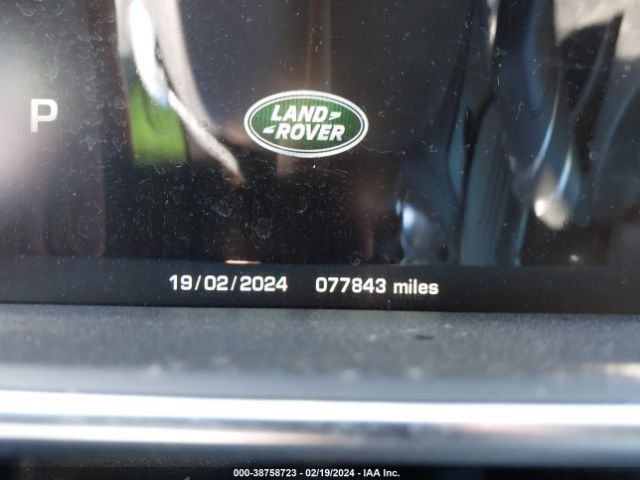 P
LAND
ROVER
19/02/2024 077843 miles
000-38758723 - 02/19/2024 - IAA Inc.